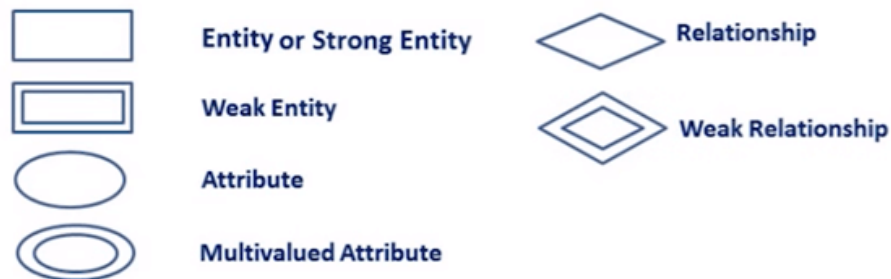 Entity or Strong Entity
Relationship
Weak Entity
Weak Relationship
Attribute
Multivalued Attribute